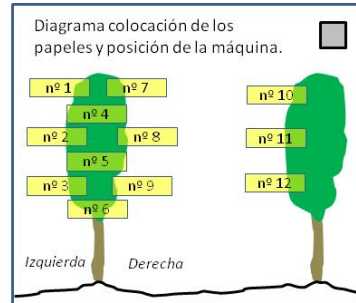 Diagrama colocación de los
papeles y posición de la máquina.
nº 1
nº 7
nº 10
nº 4
nº 2
nº 8
nº 11
nº 5
nº 3
nº 9
nº 12
nº 6
Izquierda
Derecha